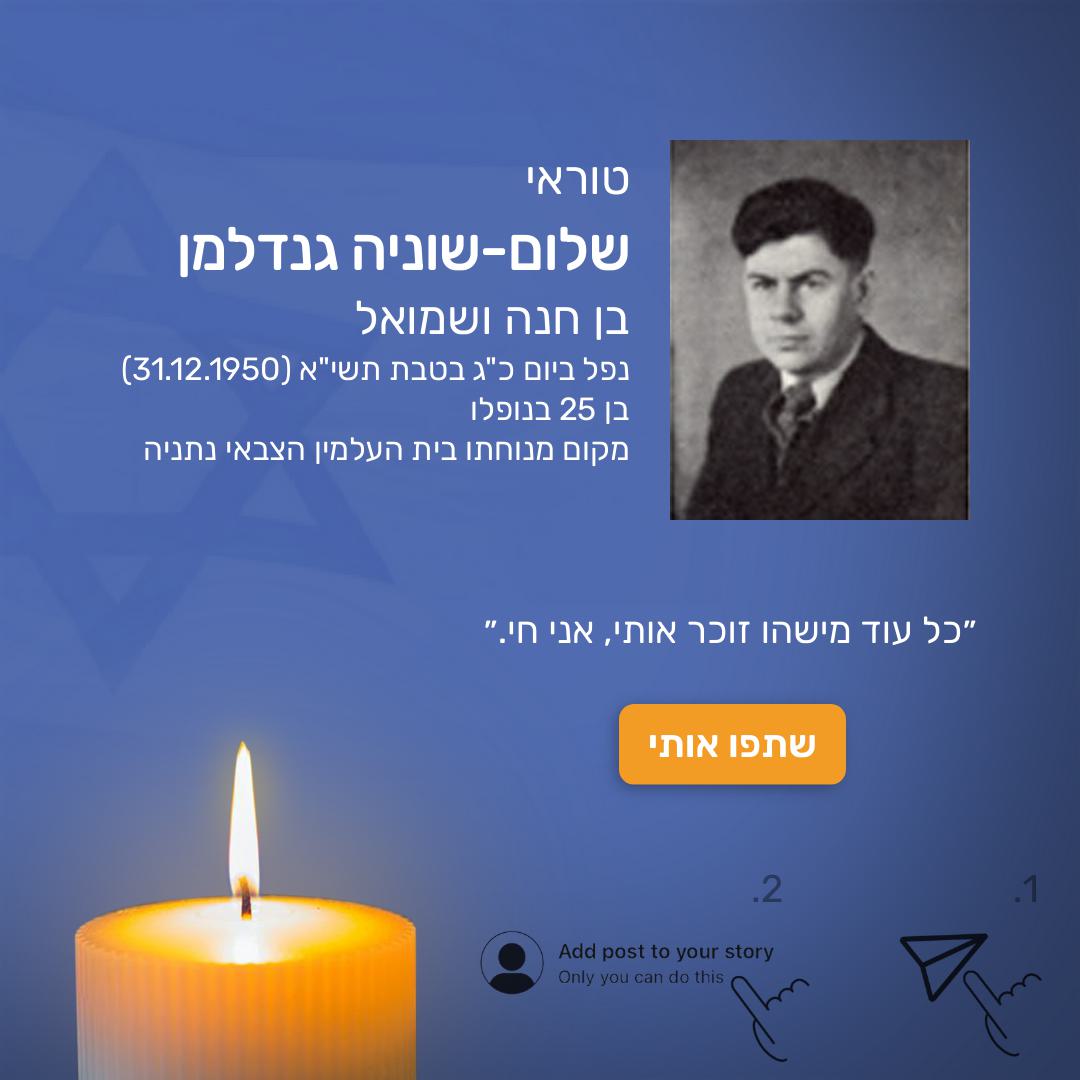 טוראי
שלום-שוניה גנדלמן
בן חנה ושמואל
נפל ביום כ"ג בטבת תשי"א (31.12.1950)
בן 25 בנופלו
מקום מנוחתו בית העלמין הצבאי נתניה
״כל עוד מישהו זוכר אותי, אני חי.״
שתפו אותי
.1
.2
Add post to your story
Only you can do this